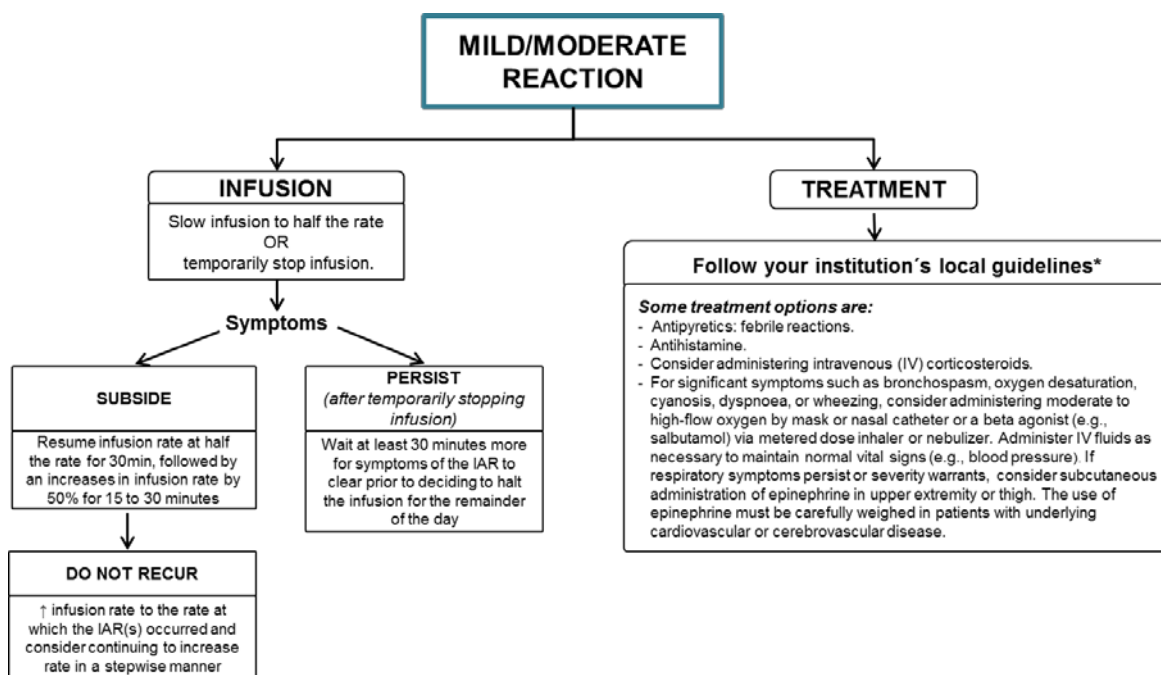 MILD/MODERATE
REACTION
INFUSION
Slow infusion to half the rate
OR
temporarily stop infusion.
Symptoms
SUBSIDE
Resume infusion rate at half
the rate for 30min, followed by
an increases in infusion rate by
50% for 15 to 30 minutes
PERSIST
(after temporarily stopping
infusion)
Wait at least 30 minutes more
for symptoms of the IAR to
clear prior to deciding to halt
the infusion for the remainder
of the day
DO NOT RECUR
↑ infusion rate to the rate at
which the IAR(s) occurred and
consider continuing to increase
rate in a stepwise manner
TREATMENT
Follow your institution´s local guidelines*
Some treatment options are:
- Antipyretics: febrile reactions.
- Antihistamine.
- Consider administering intravenous (IV) corticosteroids.
- For significant symptoms such as bronchospasm, oxygen desaturation,
cyanosis, dyspnoea, or wheezing, consider administering moderate to
high-flow oxygen by mask or nasal catheter or a beta agonist (e.g.,
salbutamol) via metered dose inhaler or nebulizer. Administer IV fluids as
necessary to maintain normal vital signs (e.g., blood pressure). If
respiratory symptoms persist or severity warrants, consider subcutaneous
administration of epinephrine in upper extremity or thigh. The use of
epinephrine must be carefully weighed in patients with underlying
cardiovascular or cerebrovascular disease.